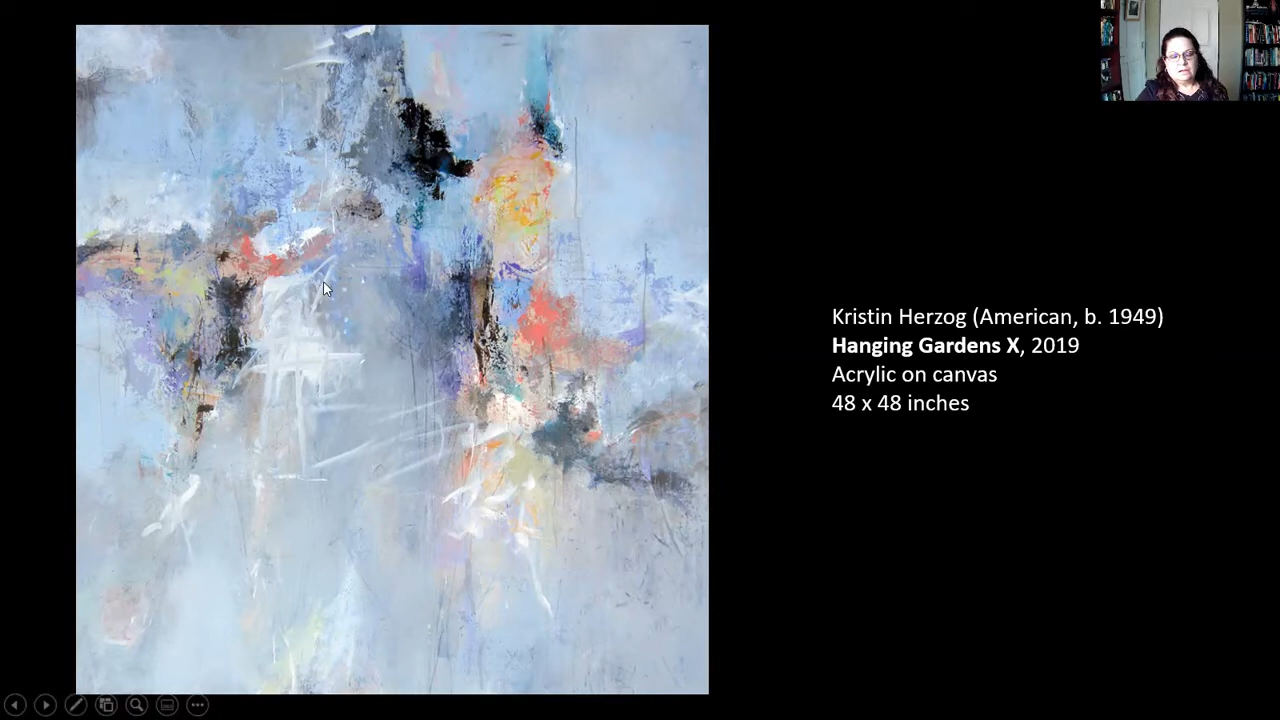 Kristin Herzog (American, b. 1949)
Hanging Gardens X, 2019
Acrylic on canvas
48 x 48 inches